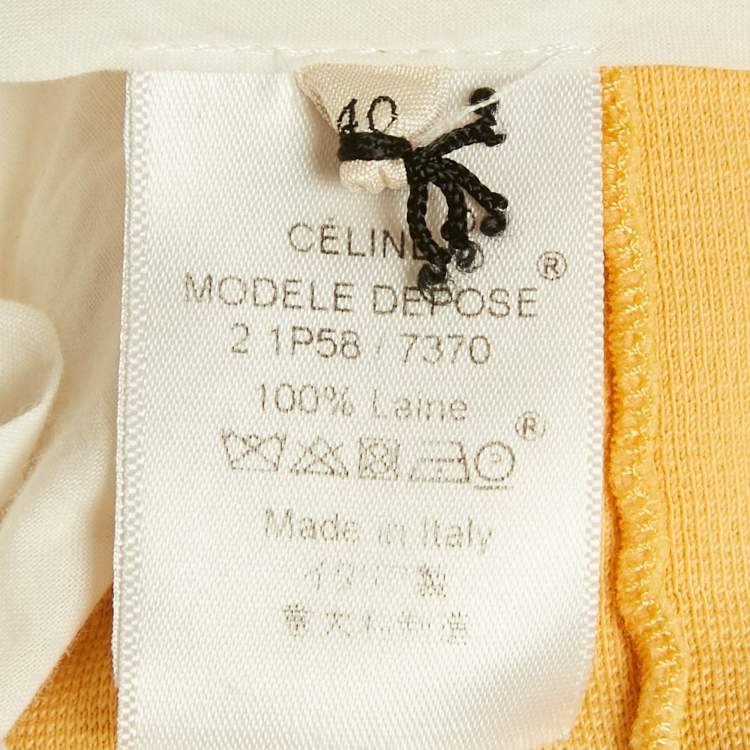 40
CÉLINE
®
MODELE DEPOSE
2 1P58 / 7370
100% Laine
®
Made in Italy
イタリア製
意大利制造